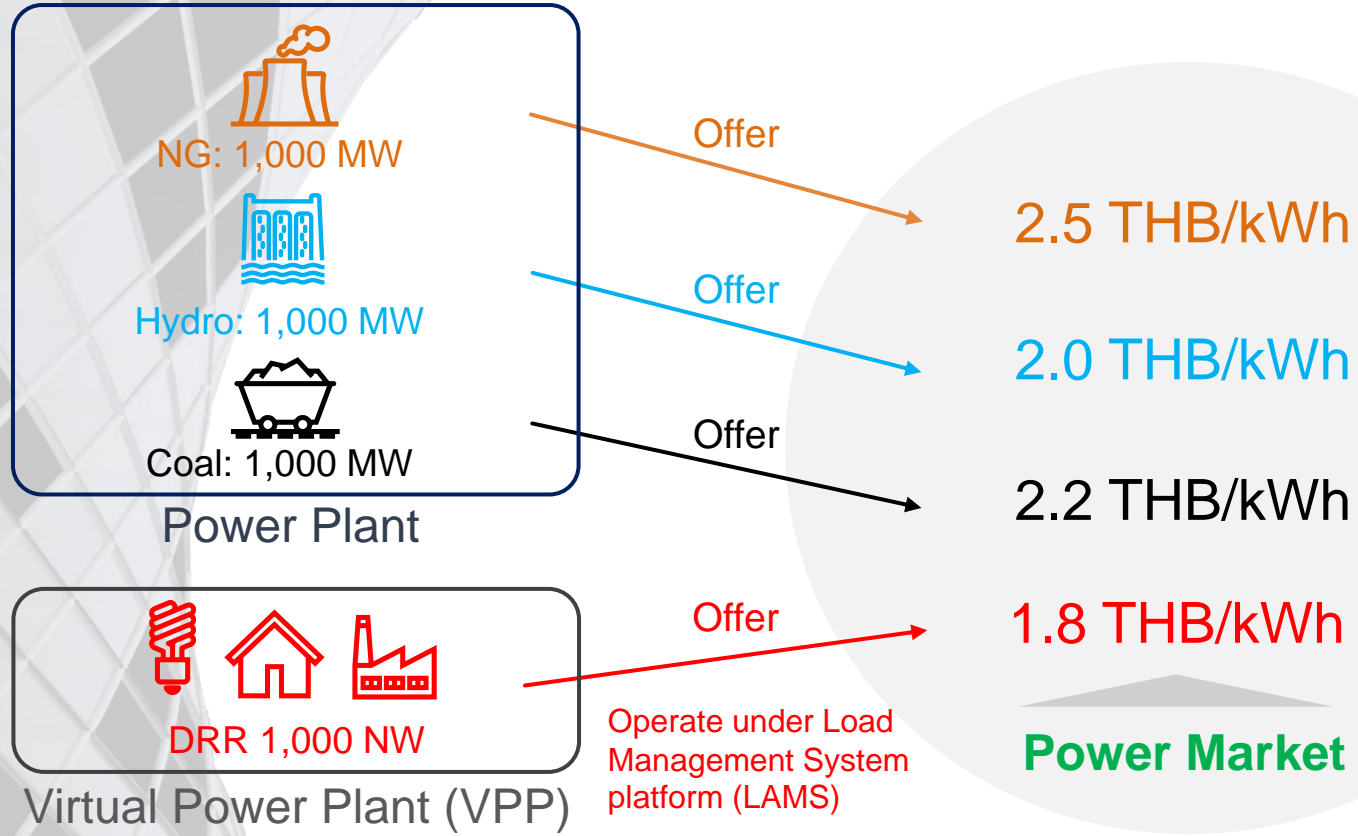 NG: 1,000 MW
Offer
2.5 THB/kWh
Hydro: 1,000 MW
Offer
2.0 THB/kWh
Coal: 1,000 MW
Offer
2.2 THB/kWh
Power Plant
DRR 1,000 NW
Offer
1.8 THB/kWh
Operate under Load
Management System
platform (LAMS)
Power Market
Virtual Power Plant (VPP)